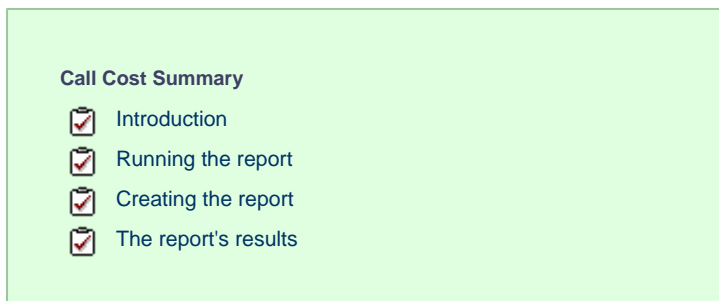 Call Cost Summary
Introduction
Running the report
Creating the report
The report's results